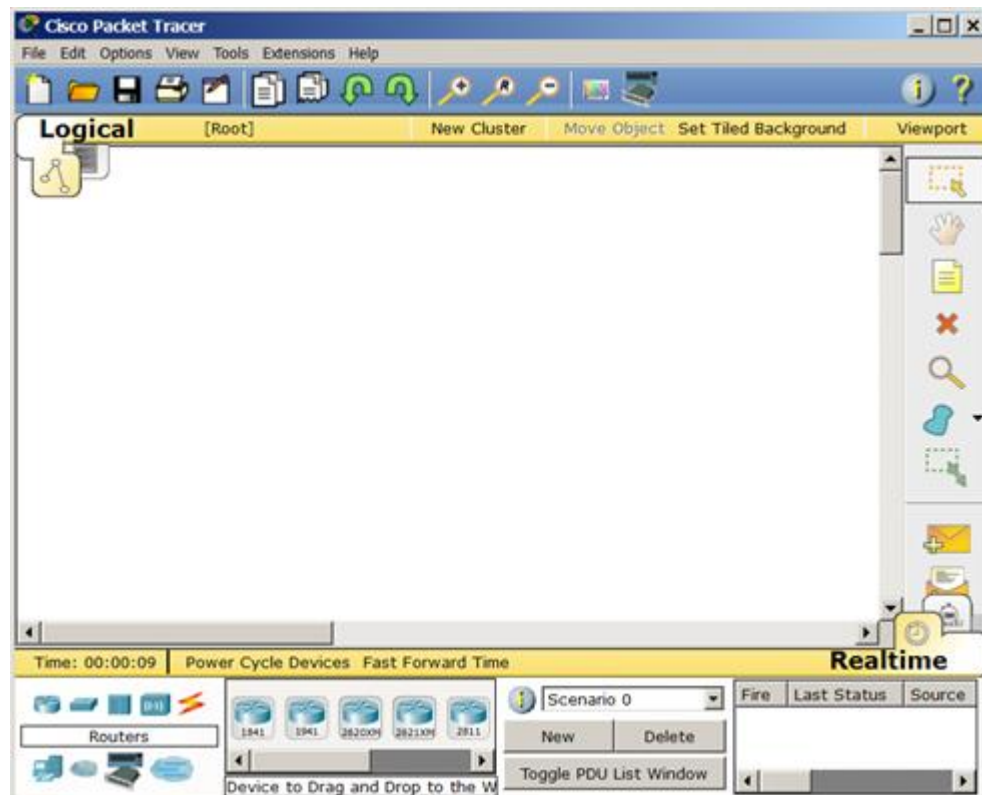 Cisco Packet Tracer
File Edit Options View Tools Extensions Help
Logical [Root] New Cluster Move Object Set Tiled Background Viewport
Time: 00:00:09 Power Cycle Devices Fast Forward Time Realtime
Scenario 0
Fire Last Status Source
1841 1941 2620XM 2621XM 2811
Routers
New Delete
Toggle PDU List Window
Device to Drag and Drop to the W